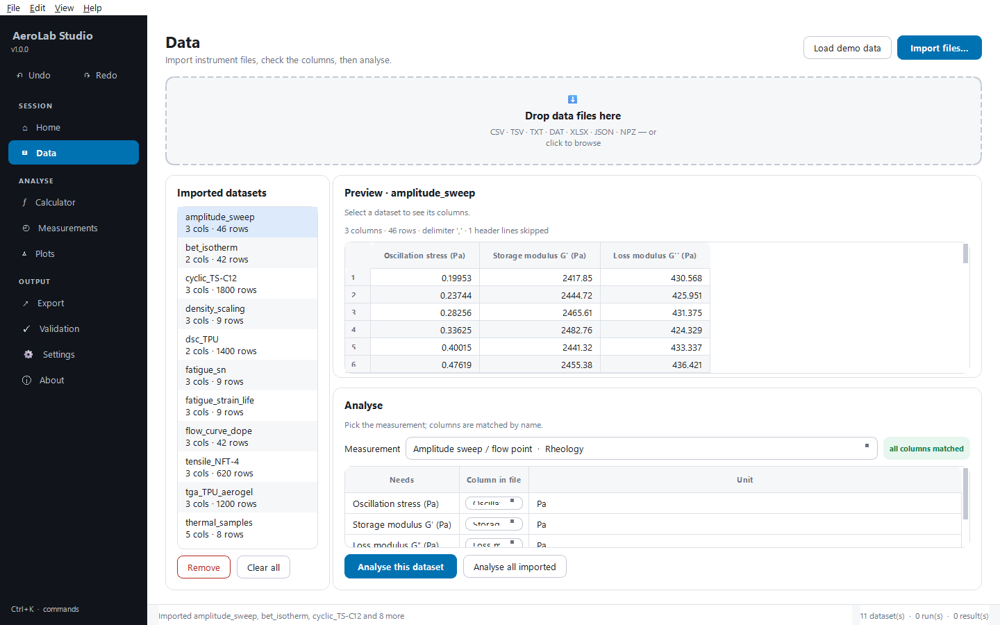 File Edit View Help
AeroLab Studio
v1.0.0
Undo Redo
SESSION
Home
Data
ANALYSE
Calculator
Measurements
Plots
OUTPUT
Export
Validation
Settings
About
Ctrl+K · commands
Data
Import instrument files, check the columns, then analyse.
Load demo data
Import files...
Drop data files here
CSV · TSV · TXT · DAT · XLSX · JSON · NPZ — or
click to browse
Imported datasets
amplitude_sweep
3 cols · 46 rows
bet_isotherm
2 cols · 42 rows
cyclic_TS-C12
3 cols · 1800 rows
density_scaling
3 cols · 9 rows
dsc_TPU
2 cols · 1400 rows
fatigue_sn
3 cols · 9 rows
fatigue_strain_life
3 cols · 9 rows
flow_curve_dope
3 cols · 42 rows
tensile_NFT-4
3 cols · 620 rows
tga_TPU_aerogel
3 cols · 1200 rows
thermal_samples
5 cols · 8 rows
Remove Clear all
Preview · amplitude_sweep
Select a dataset to see its columns.
3 columns · 46 rows · delimiter ',' · 1 header lines skipped
Oscillation stress (Pa) Storage modulus G' (Pa) Loss modulus G'' (Pa)
1 0.19953 2417.85 430.568
2 0.23744 2444.72 425.951
3 0.28256 2465.61 431.375
4 0.33625 2482.76 424.329
5 0.40015 2441.32 433.337
6 0.47619 2455.38 436.421
Analyse
Pick the measurement; columns are matched by name.
Measurement Amplitude sweep / flow point · Rheology all columns matched
Needs Column in file Unit
Oscillation stress (Pa) Oscilla Pa
Storage modulus G′ (Pa) Storag Pa
Loss modulus G″ (Pa) Loss m Pa
Analyse this dataset Analyse all imported
Imported amplitude_sweep, bet_isotherm, cyclic_TS-C12 and 8 more
11 dataset(s) · 0 run(s) · 0 result(s)